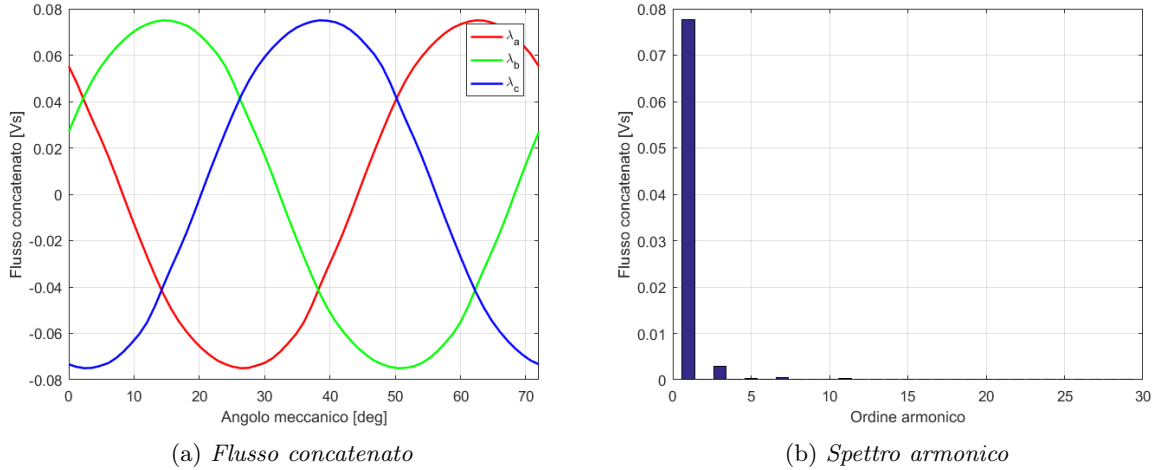 0.08
0.06
0.04
0.02
0
-0.02
-0.04
-0.06
-0.08
Flusso concatenato [Vs]
0 10 20 30 40 50 60 70
Angolo meccanico [deg]
λa
λb
λc
(a) Flusso concatenato
0.08
0.07
0.06
0.05
0.04
0.03
0.02
0.01
0
Flusso concatenato [Vs]
0 5 10 15 20 25 30
Ordine armonico
(b) Spettro armonico